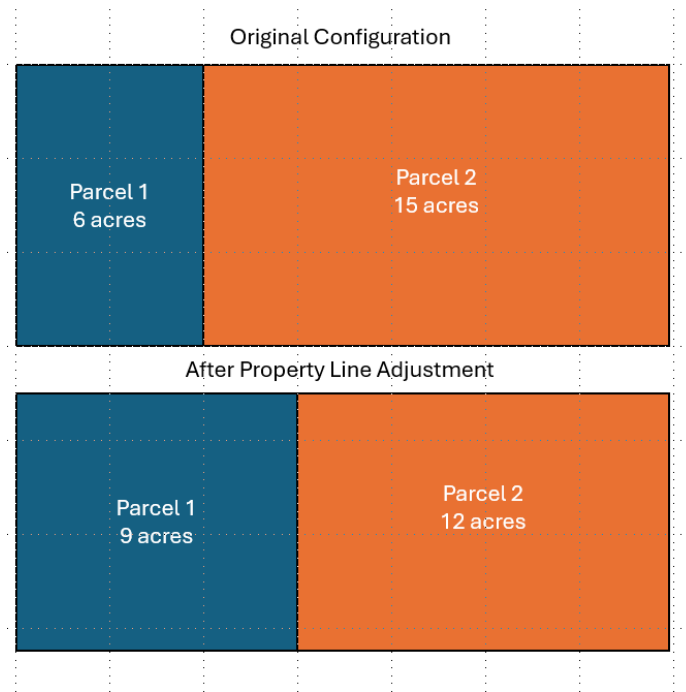 Original Configuration
Parcel 1
6 acres
Parcel 2
15 acres
After Property Line Adjustment
Parcel 1
9 acres
Parcel 2
12 acres